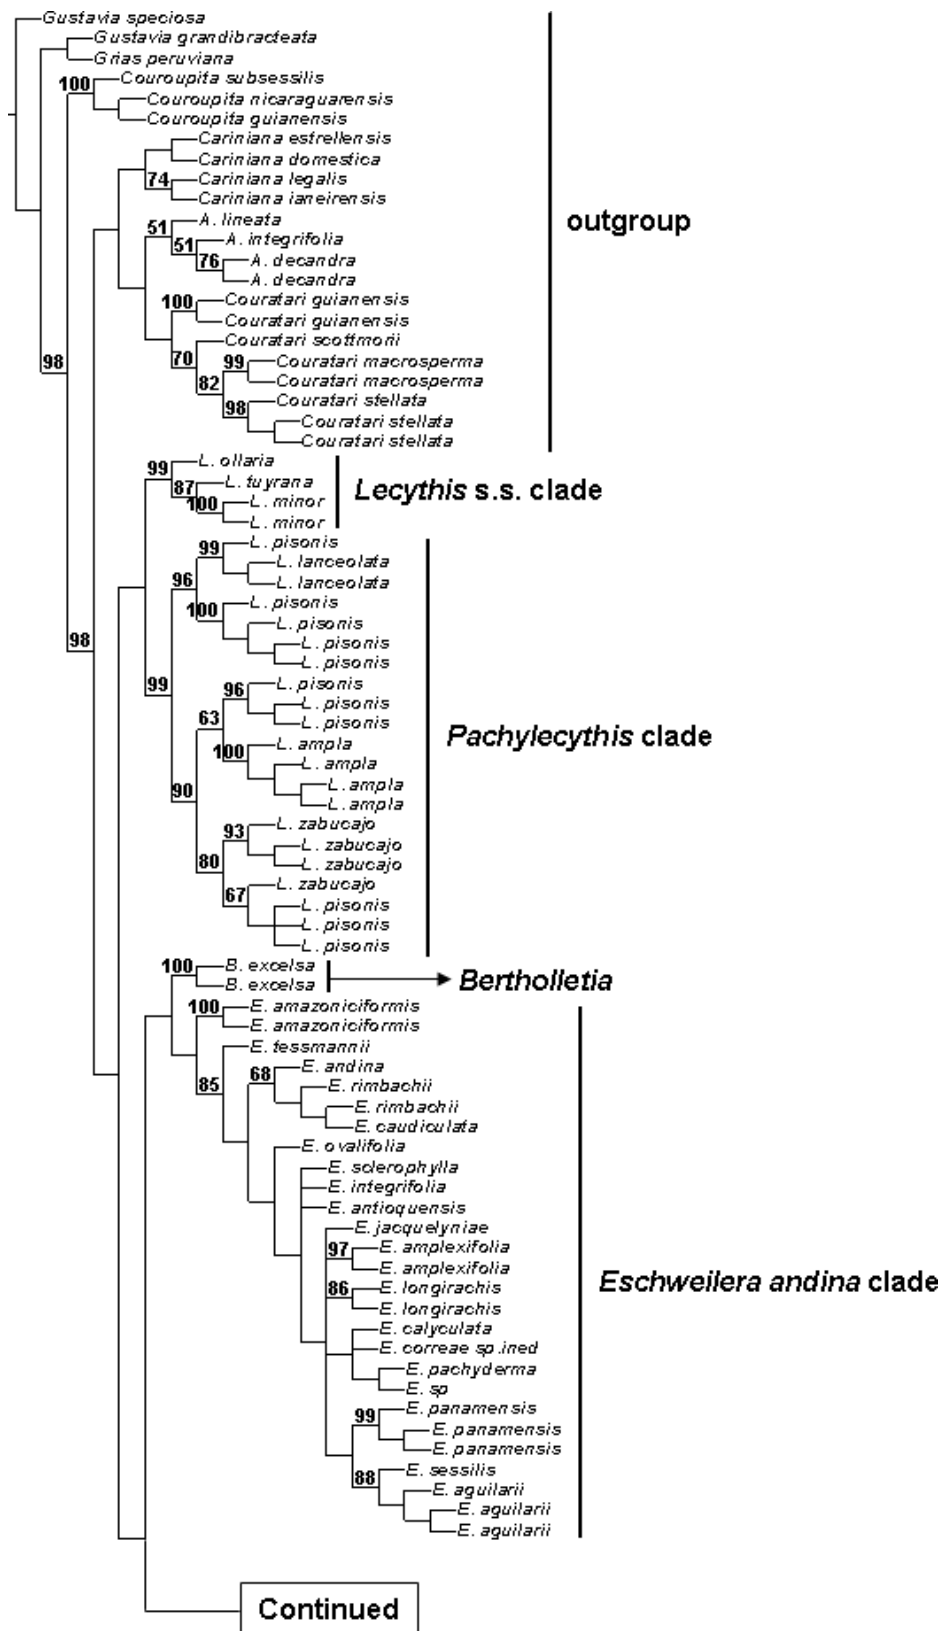 Gustavia speciosa
Gustavia grandibracteata
Grias peruviana
100 Couroupita subsessilis
Couroupita nicaraguarensis
Couroupita guianensis
Cariniana estrellensis
Cariniana domestica
74 Cariniana legalis
Cariniana ianeirensis
51 A. lineata
outgroup
51 A. integrifolia
76 A. decandra
A. decandra
100 Couratari guianensis
Couratari guianensis
Couratari scottmorii
98 70 99 Couratari macrosperma
82 Couratari macrosperma
98 Couratari stellata
Couratari stellata
Couratari stellata
99 L. ollaria
87 L. tuyrana
Lecythis s.s. clade
100 L. minor
L. minor
99 L. pisonis
L. lanceolata
96 L. lanceolata
100 L. pisonis
L. pisonis
98 L. pisonis
L. pisonis
99 96 L. pisonis
L. pisonis
63 L. pisonis
Pachylecythis clade
100 L. ampla
L. ampla
90 L. ampla
L. ampla
93 L. zabucajo
L. zabucajo
80 L. zabucajo
67 L. zabucajo
L. pisonis
L. pisonis
L. pisonis
100 B. excelsa
Bertholletia
B. excelsa
100 E. amazoniciformis
E. amazoniciformis
E. tessmannii
85 68 E. andina
E. rimbachii
E. rimbachii
E. caudiculata
E. ovalifolia
E. sclerophylla
E. integrifolia
E. antioquensis
E. jacquelyniae
97 E. amplexifolia
E. amplexifolia
Eschweilera andina clade
86 E. longirachis
E. longirachis
E. calyculata
E. correae sp.ined
E. pachyderma
E. sp
99 E. panamensis
E. panamensis
E. panamensis
88 E. sessilis
E. aguilarii
E. aguilarii
E. aguilarii
Continued